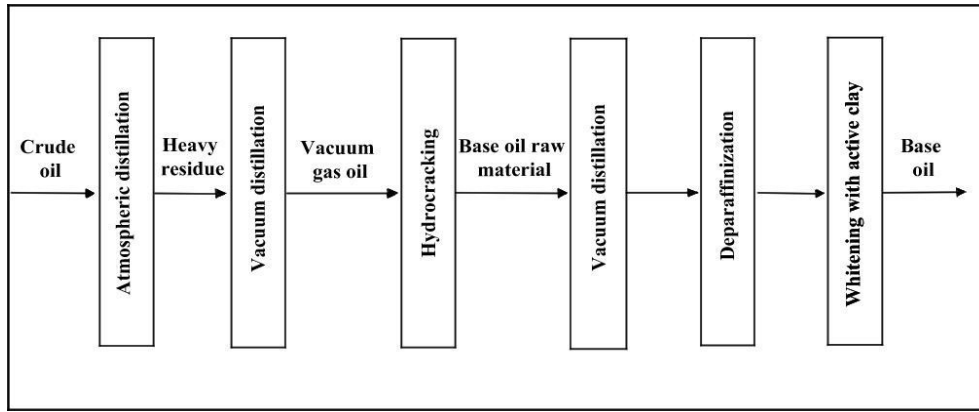 Crude
oil
Atmospheric distillation
Heavy
residue
Vacuum distillation
Vacuum
gas oil
Hydrocracking
Base oil raw
material
Vacuum distillation
Deparaffinization
Whitening with active clay
Base
oil